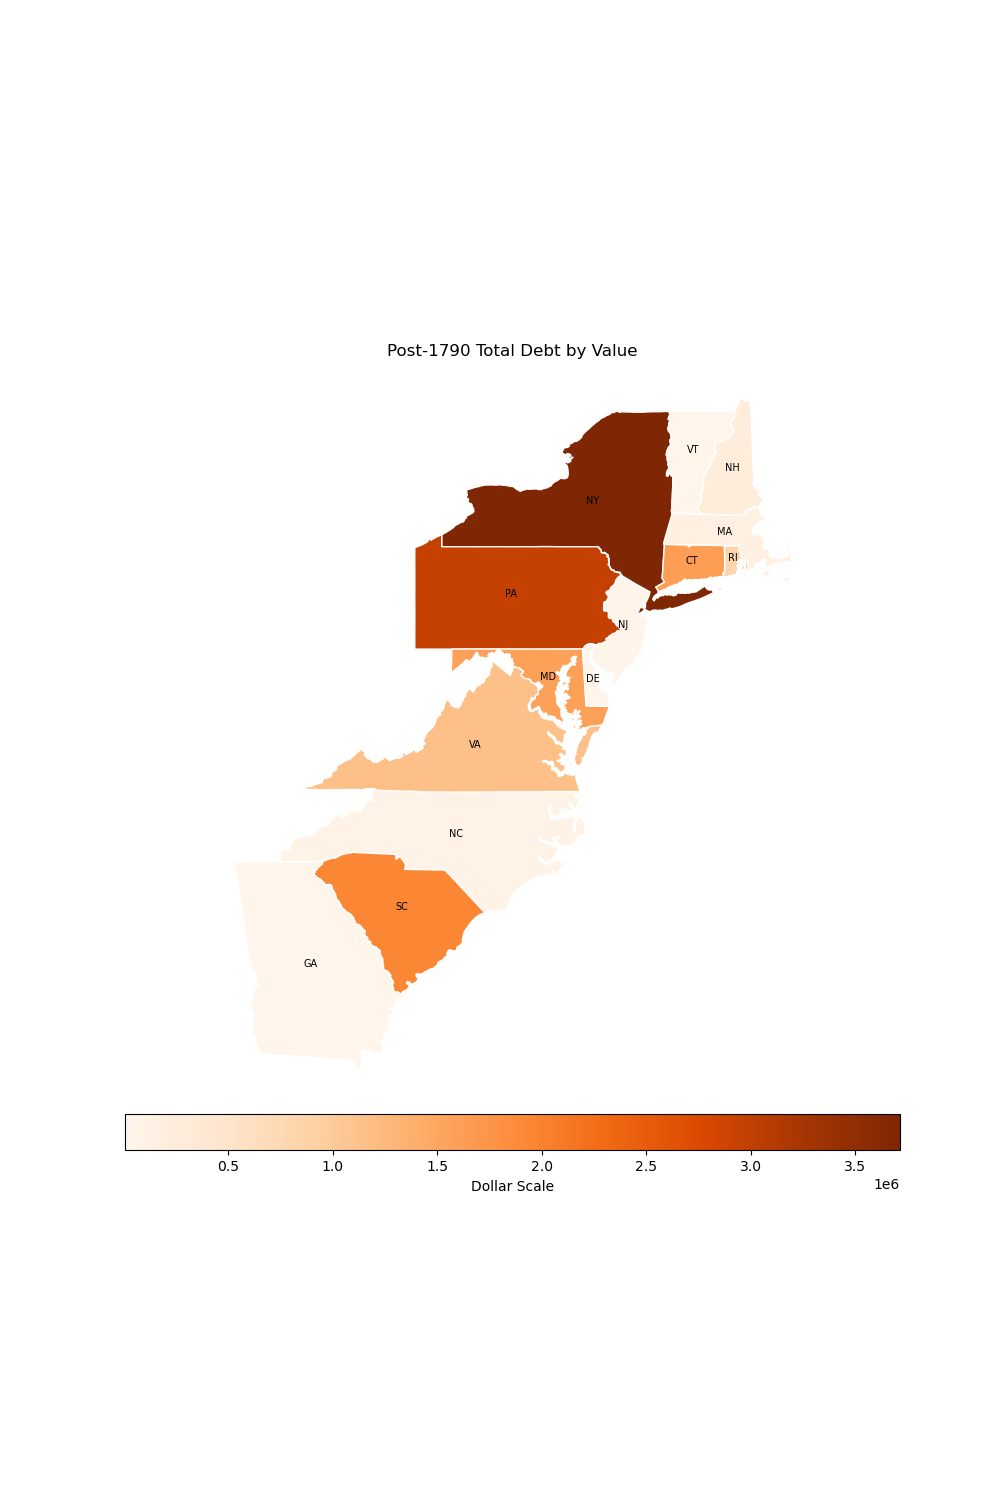 Post-1790 Total Debt by Value
VT
NH
NY
MA
RI
CT
PA
NJ
MD
DE
VA
NC
SC
GA
0.5 1.0 1.5 2.0 2.5 3.0 3.5
1e6
Dollar Scale